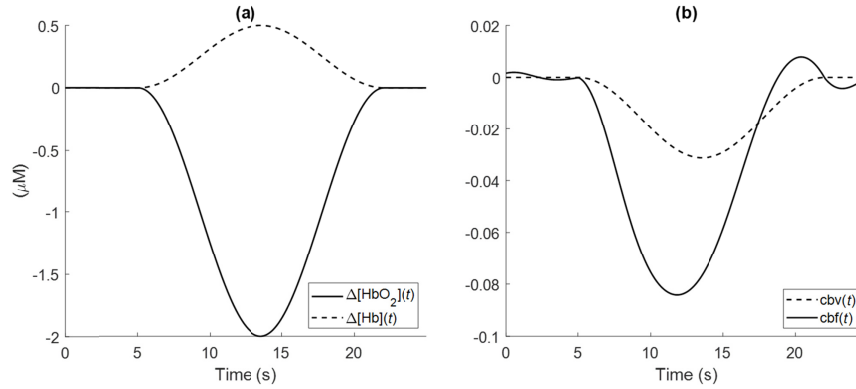 (a)
0.5
0
-0.5
-1
-1.5
-2
(μM)
0 5 10 15 20
Time (s)
Δ[HbO₂](t)
Δ[Hb](t)
(b)
0.02
0
-0.02
-0.04
-0.06
-0.08
-0.1
0 5 10 15 20
Time (s)
cbv(t)
cbf(t)